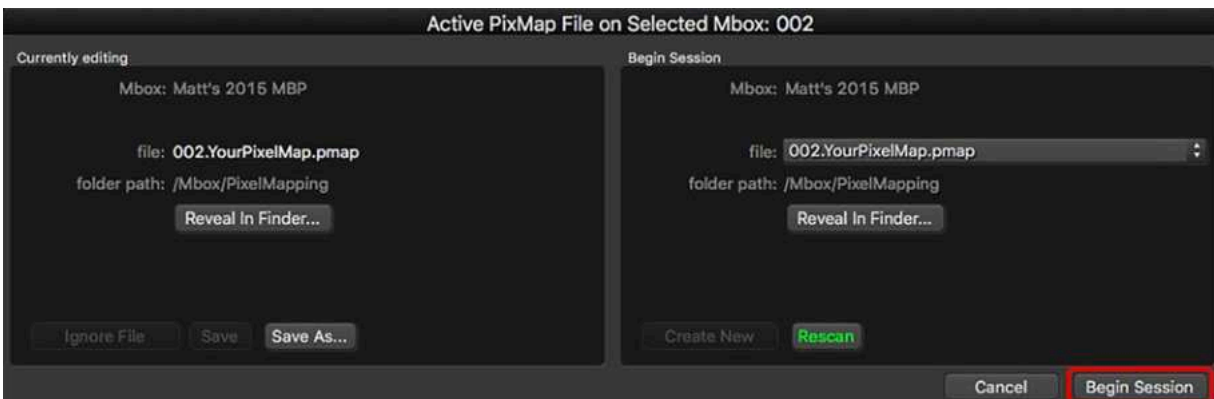 Active PixMap File on Selected Mbox: 002
Currently editing
Mbox: Matt's 2015 MBP
file: 002.YourPixelMap.pmap
folder path: /Mbox/PixelMapping
Reveal In Finder...
Ignore File Save Save As...
Begin Session
Mbox: Matt's 2015 MBP
file: 002.YourPixelMap.pmap
folder path: /Mbox/PixelMapping
Reveal In Finder...
Create New Rescan
Cancel Begin Session